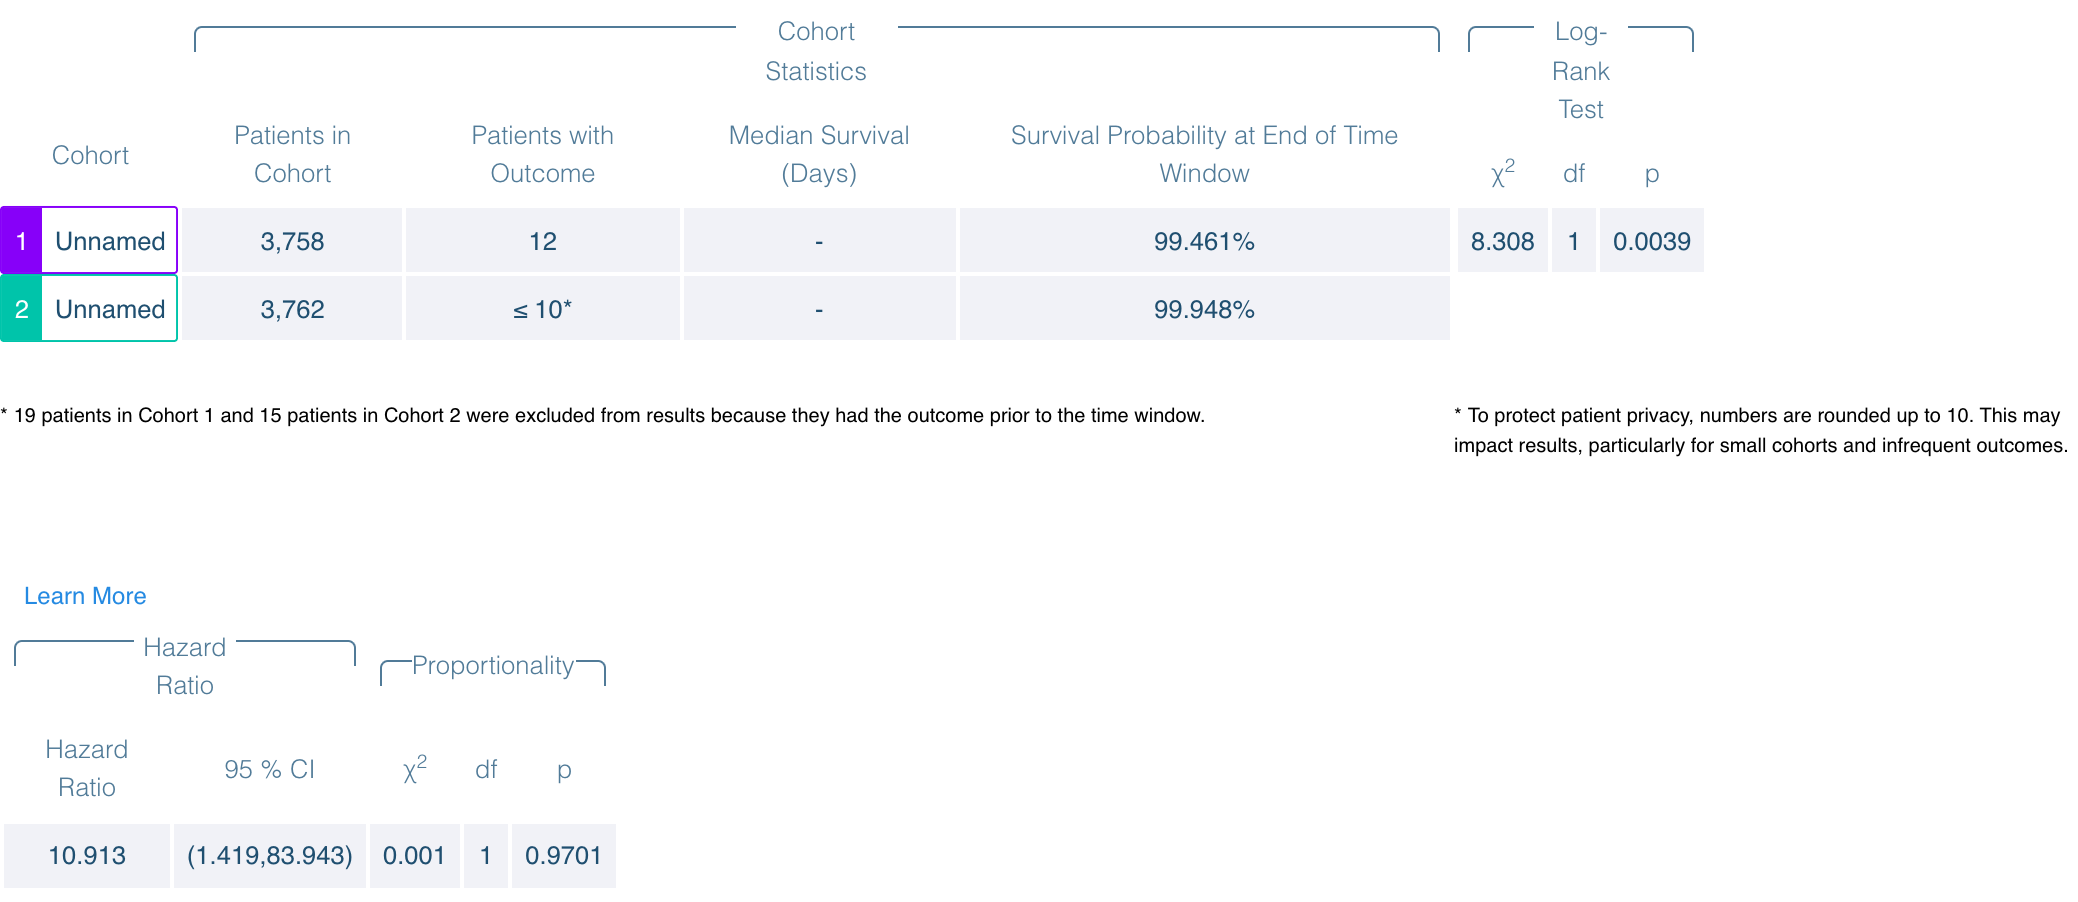 Cohort
Statistics
Log-
Rank
Test
Cohort
Patients in
Cohort
Patients with
Outcome
Median Survival
(Days)
Survival Probability at End of Time
Window
χ²
df
p
1 Unnamed 3,758 12 - 99.461% 8.308 1 0.0039
2 Unnamed 3,762 ≤ 10* - 99.948%
* 19 patients in Cohort 1 and 15 patients in Cohort 2 were excluded from results because they had the outcome prior to the time window.
* To protect patient privacy, numbers are rounded up to 10. This may
impact results, particularly for small cohorts and infrequent outcomes.
Learn More
Hazard
Ratio
Proportionality
Hazard
Ratio
95 % CI
χ²
df
p
10.913 (1.419,83.943) 0.001 1 0.9701